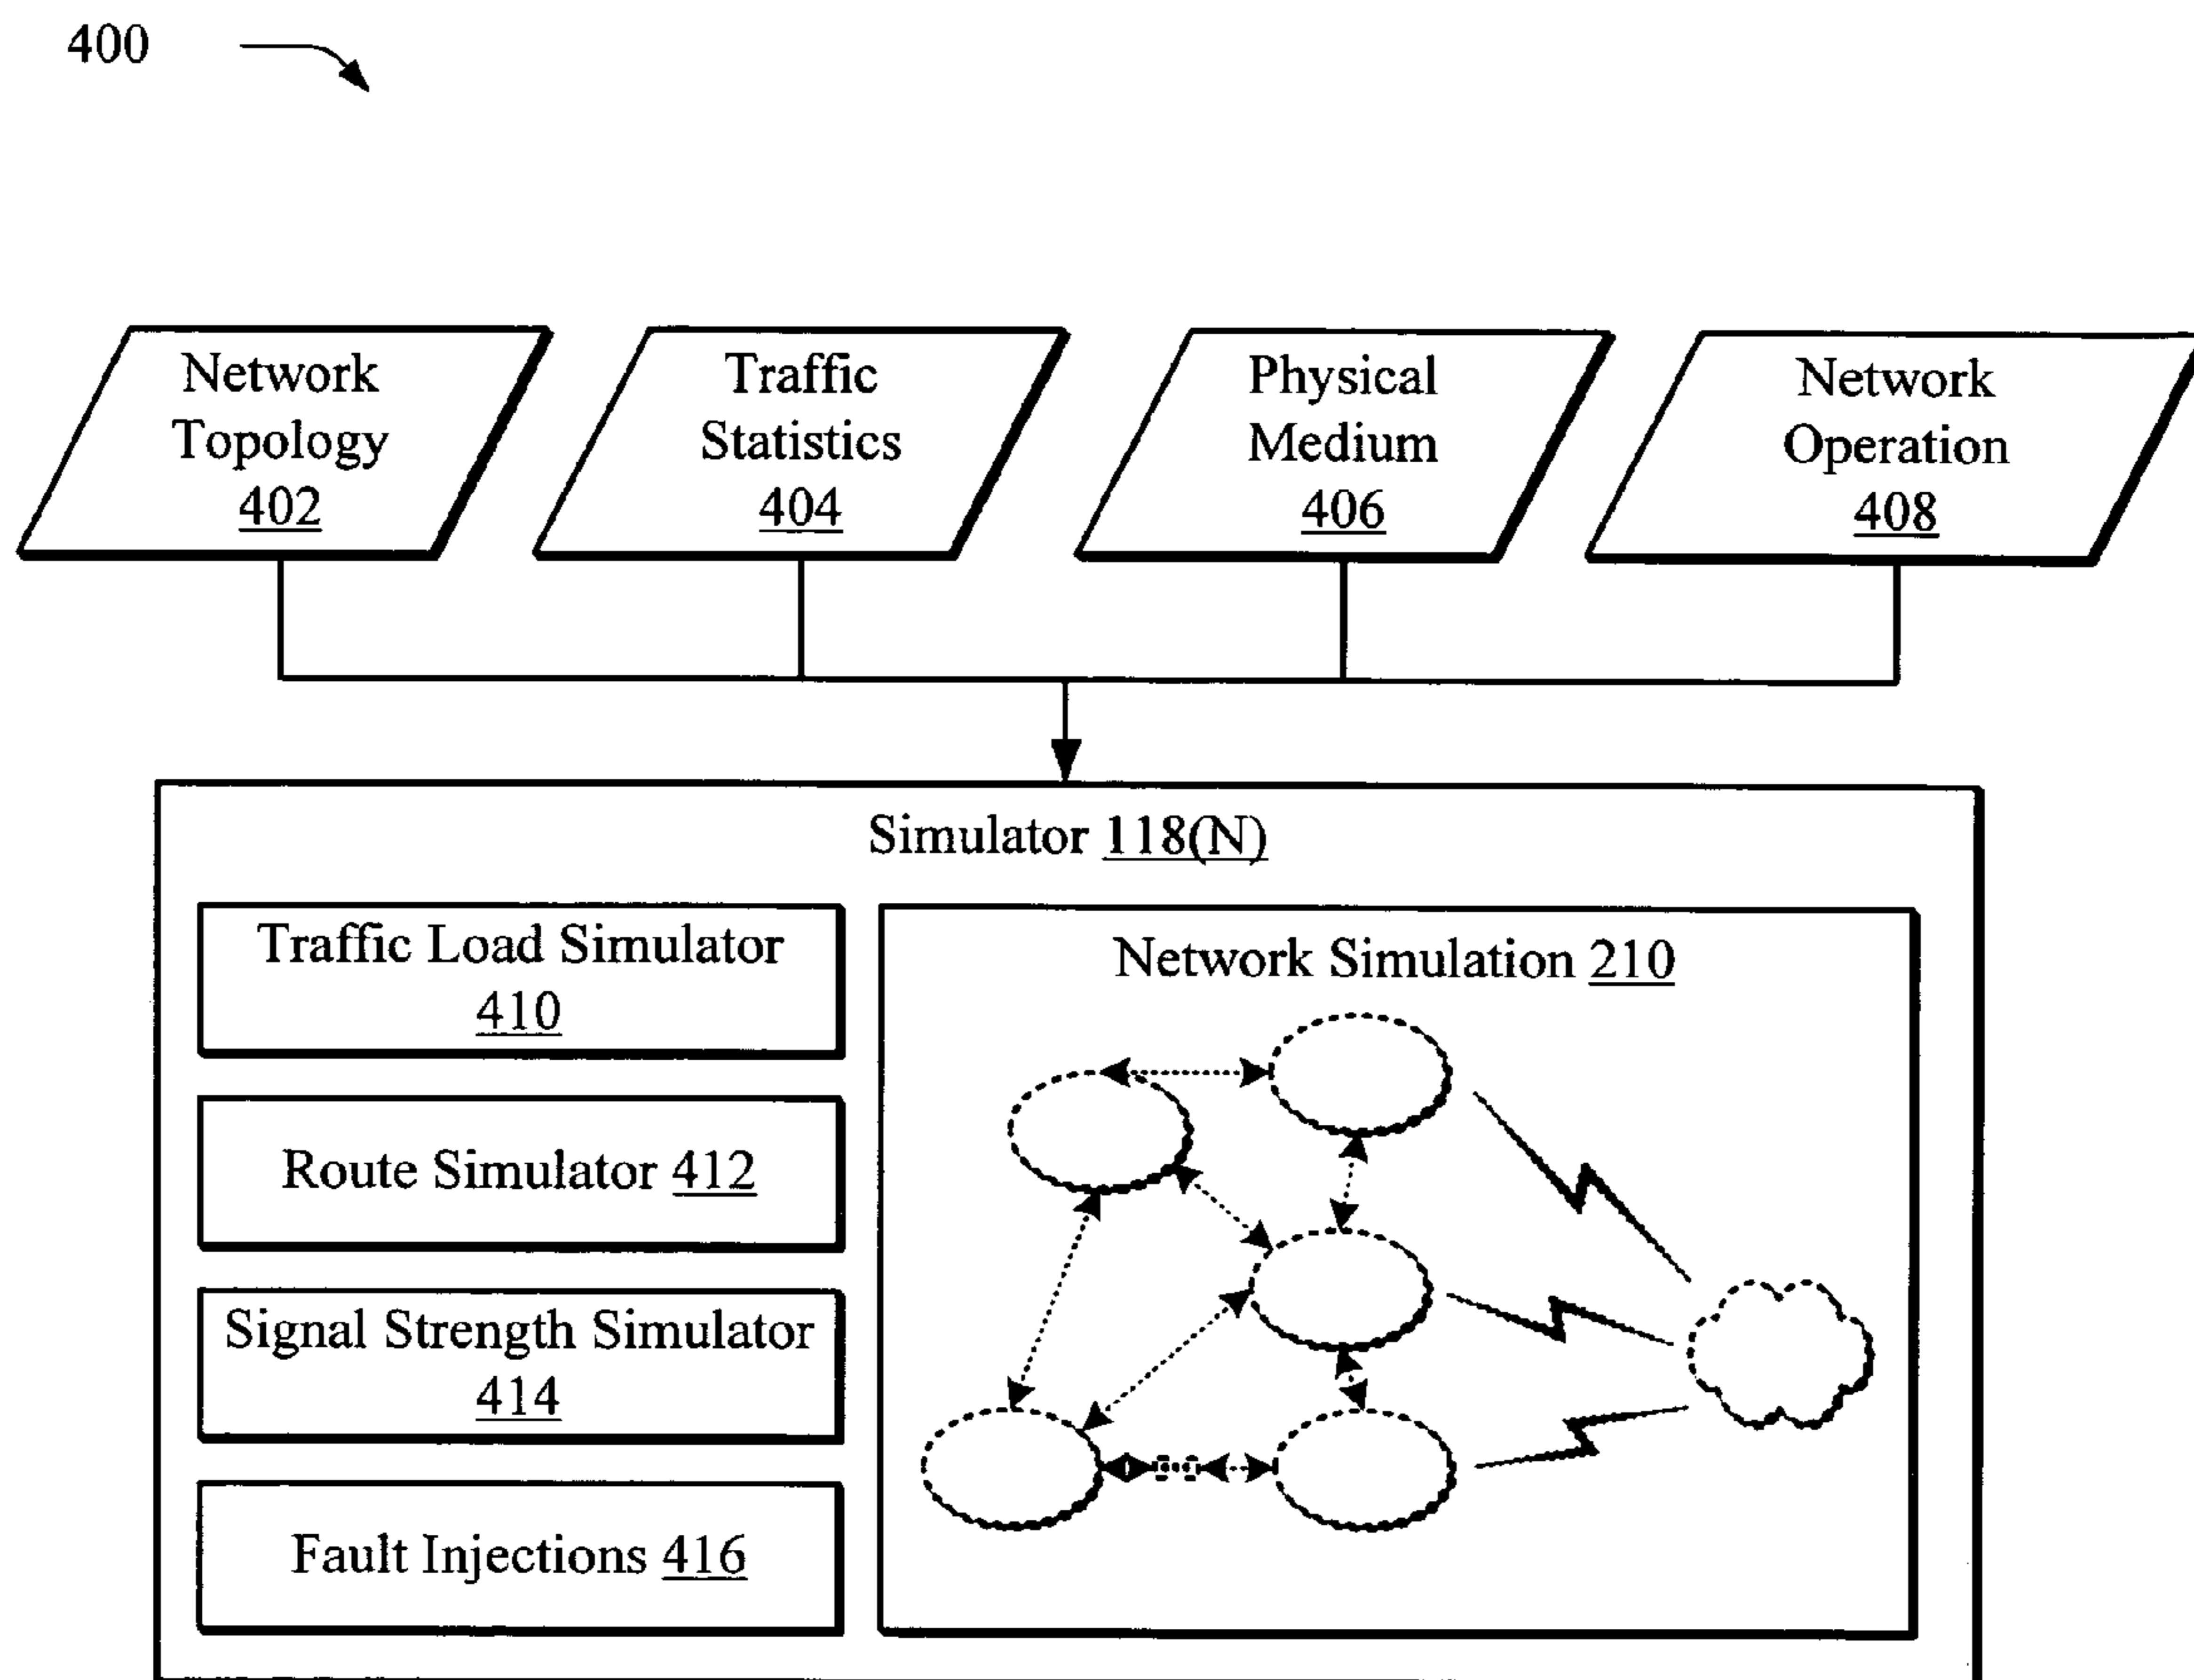 400
Network
Topology
402
Traffic
Statistics
404
Physical
Medium
406
Network
Operation
408
Simulator 118(N)
Traffic Load Simulator
410
Route Simulator 412
Signal Strength Simulator
414
Fault Injections 416
Network Simulation 210